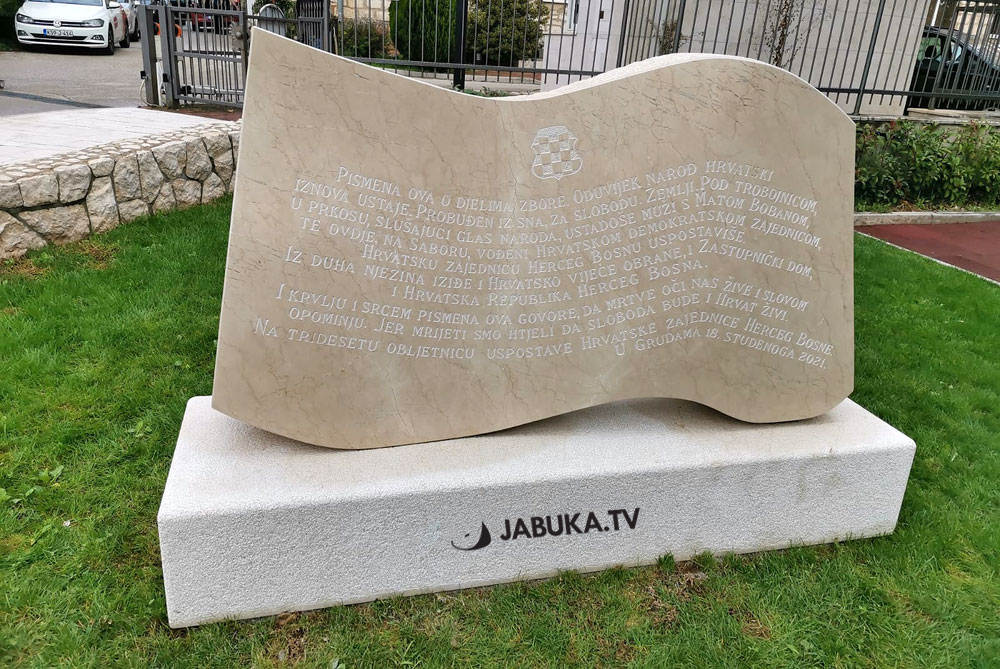 PISMENA OVA O DJELIMA ZBORE. ODUVIJEK NAROD HRVATSKI
IZNOVA USTAJE. PROBUĐEN IZ SNA, ZA SLOBODU. ZEMLJI. POD TROBOJNICOM,
U PRKOSU, SLUŠAJUĆI GLAS NARODA, USTADOŠE MUŽI S MATOM BOBANOM,
TE OVDJE, NA SABORU, VOĐENI HRVATSKOM DEMOKRATSKOM ZAJEDNICOM,
HRVATSKU ZAJEDNICU HERCEG BOSNU USPOSTAVIŠE.
IZ DUHA NJEZINA IZIĐE I HRVATSKO VIJEĆE OBRANE, I ZASTUPNIČKI DOM,
I HRVATSKA REPUBLIKA HERCEG BOSNA.
I KRVLJU I SRCEM PISMENA OVA GOVORE, DA MRTVE OČI NAS ŽIVE I SLOVOM
OPOMINJU. JER MRIJETI SMO HTJELI DA SLOBODA BUDE I HRVAT ŽIVI.
NA TRIDESETU OBLJETNICU USPOSTAVE HRVATSKE ZAJEDNICE HERCEG BOSNE.
U GRUDAMA 18. STUDENOGA 2021.
JABUKA.TV